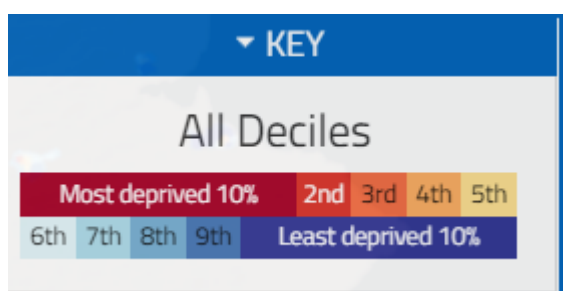 KEY
All Deciles
Most deprived 10% 2nd 3rd 4th 5th
6th 7th 8th 9th Least deprived 10%